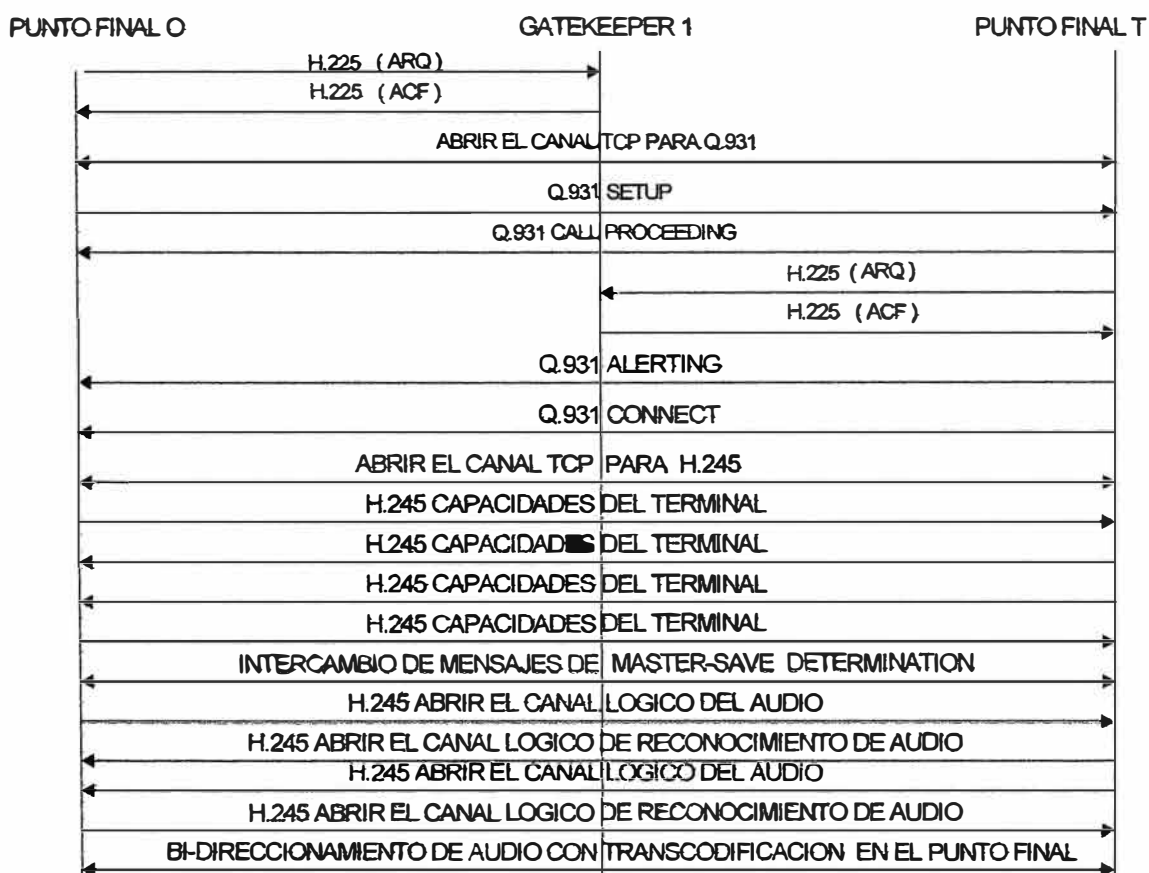 PUNTO FINAL O GATEKEEPER 1 PUNTO FINAL T
H.225 (ARQ)
H.225 (ACF)
ABRIR EL CANAL TCP PARA Q.931
Q.931 SETUP
Q.931 CALL PROCEEDING
H.225 (ARQ)
H.225 (ACF)
Q.931 ALERTING
Q.931 CONNECT
ABRIR EL CANAL TCP PARA H.245
H.245 CAPACIDADES DEL TERMINAL
H.245 CAPACIDADES DEL TERMINAL
H.245 CAPACIDADES DEL TERMINAL
H.245 CAPACIDADES DEL TERMINAL
INTERCAMBIO DE MENSAJES DE MASTER-SAVE DETERMINATION
H.245 ABRIR EL CANAL LOGICO DEL AUDIO
H.245 ABRIR EL CANAL LOGICO DE RECONOCIMIENTO DE AUDIO
H.245 ABRIR EL CANAL LOGICO DEL AUDIO
H.245 ABRIR EL CANAL LOGICO DE RECONOCIMIENTO DE AUDIO
BI-DIRECCIONAMIENTO DE AUDIO CON TRANSCODIFICACION EN EL PUNTO FINAL